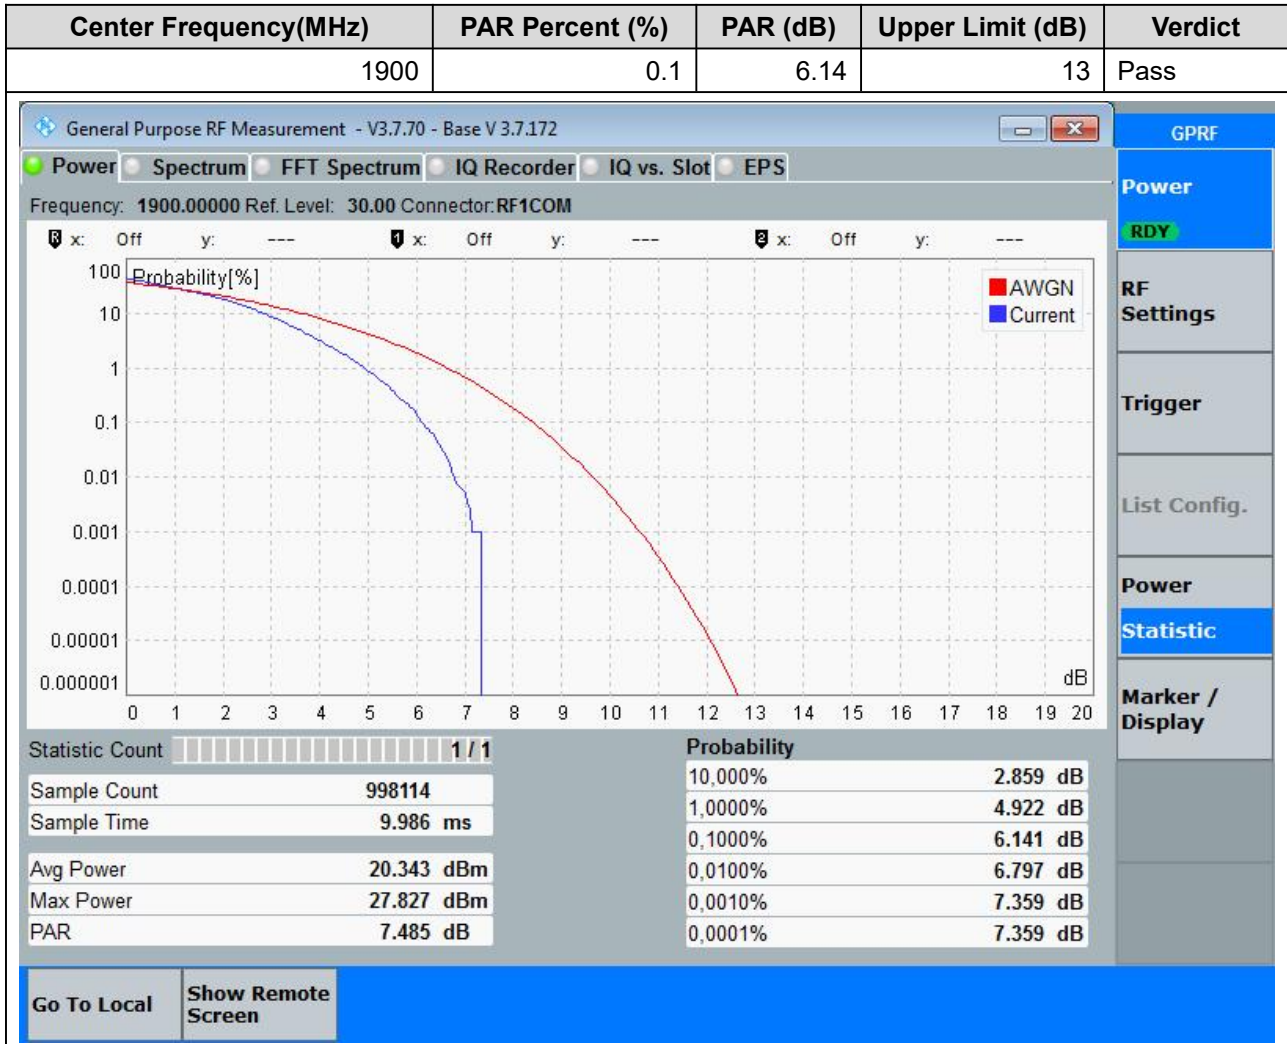 Center Frequency(MHz) PAR Percent (%) PAR (dB) Upper Limit (dB) Verdict
1900 0.1 6.14 13 Pass
General Purpose RF Measurement - V3.7.70 - Base V 3.7.172
GPRF
Power Spectrum FFT Spectrum IQ Recorder IQ vs. Slot EPS
Frequency: 1900.00000 Ref. Level: 30.00 Connector:RF1COM
R x: Off y: --- 1 x: Off y: --- 2 x: Off y: ---
Power
RDY
RF
Settings
Trigger
List Config.
Power
Statistic
Marker /
Display
Probability[%]
AWGN
Current
100
10
1
0.1
0.01
0.001
0.0001
0.00001
0.000001
dB
0 1 2 3 4 5 6 7 8 9 10 11 12 13 14 15 16 17 18 19 20
Statistic Count 1 / 1
Sample Count 998114
Sample Time 9.986 ms
Avg Power 20.343 dBm
Max Power 27.827 dBm
PAR 7.485 dB
Probability
10,000% 2.859 dB
1,0000% 4.922 dB
0,1000% 6.141 dB
0,0100% 6.797 dB
0,0010% 7.359 dB
0,0001% 7.359 dB
Go To Local
Show Remote
Screen